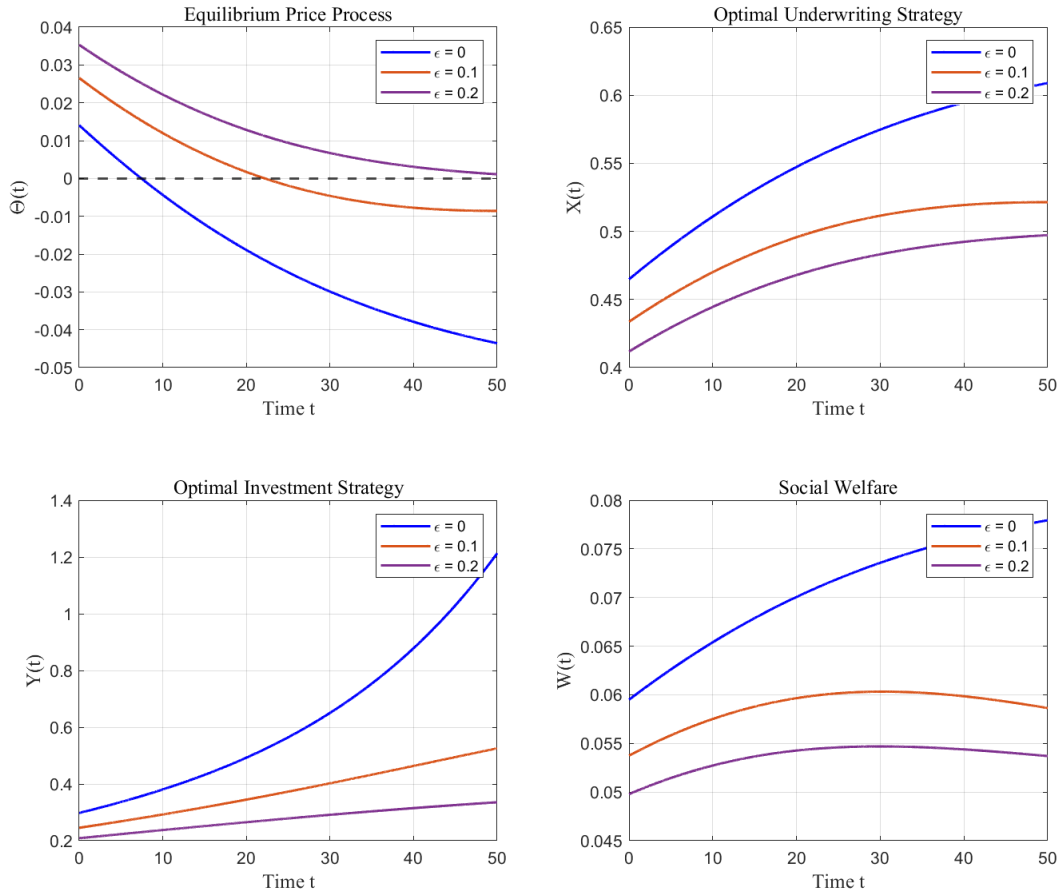 Equilibrium Price Process
0.04
0.03
0.02
0.01
0
-0.01
-0.02
-0.03
-0.04
-0.05
Θ(t)
ϵ = 0
ϵ = 0.1
ϵ = 0.2
0 10 20 30 40 50
Time t
Optimal Underwriting Strategy
0.65
0.6
0.55
0.5
0.45
0.4
X(t)
ϵ = 0
ϵ = 0.1
ϵ = 0.2
0 10 20 30 40 50
Time t
Optimal Investment Strategy
1.4
1.2
1
0.8
0.6
0.4
0.2
Y(t)
ϵ = 0
ϵ = 0.1
ϵ = 0.2
0 10 20 30 40 50
Time t
Social Welfare
0.08
0.075
0.07
0.065
0.06
0.055
0.05
0.045
W(t)
ϵ = 0
ϵ = 0.1
ϵ = 0.2
0 10 20 30 40 50
Time t